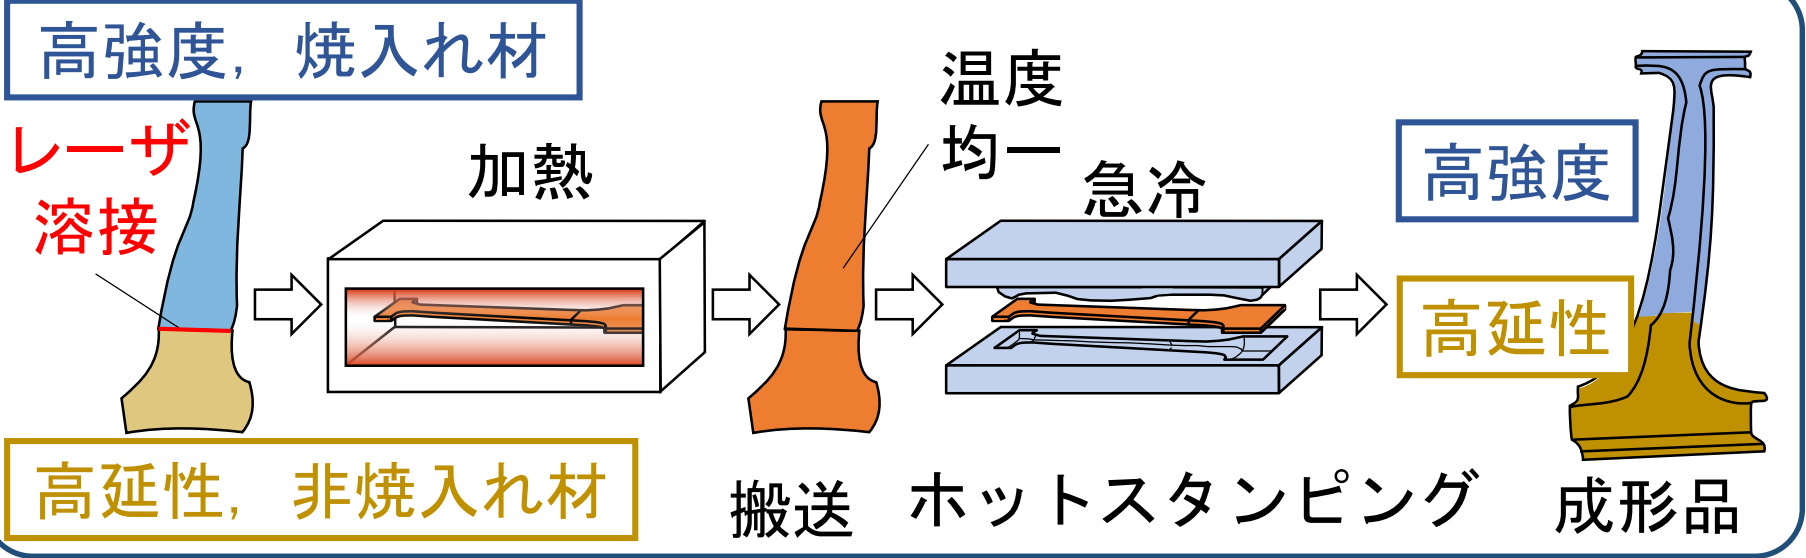 高強度，焼入れ材
レーザ
溶接
加熱
温度
均一
急冷
高強度
高延性
高延性，非焼入れ材
搬送
ホットスタンピング
成形品